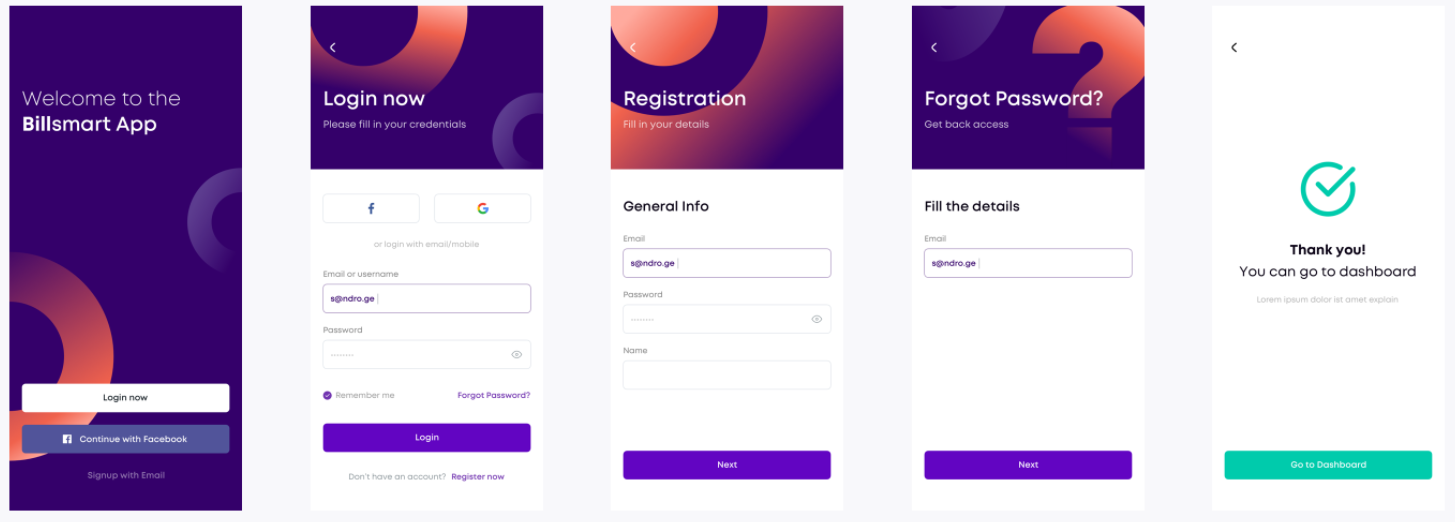 Welcome to the
Billsmart App
Login now
Continue with Facebook
Signup with Email
Login now
Please fill in your credentials
f
G
or login with email/mobile
Email or username
s@ndro.ge
Password
........
Remember me
Forgot Password?
Login
Don't have an account? Register now
Registration
Fill in your details
General Info
Email
s@ndro.ge
Password
........
Name
Next
?
Forgot Password?
Get back access
Fill the details
Email
s@ndro.ge
Next
Thank you!
You can go to dashboard
Lorem ipsum dolor ist amet explain
Go to Dashboard